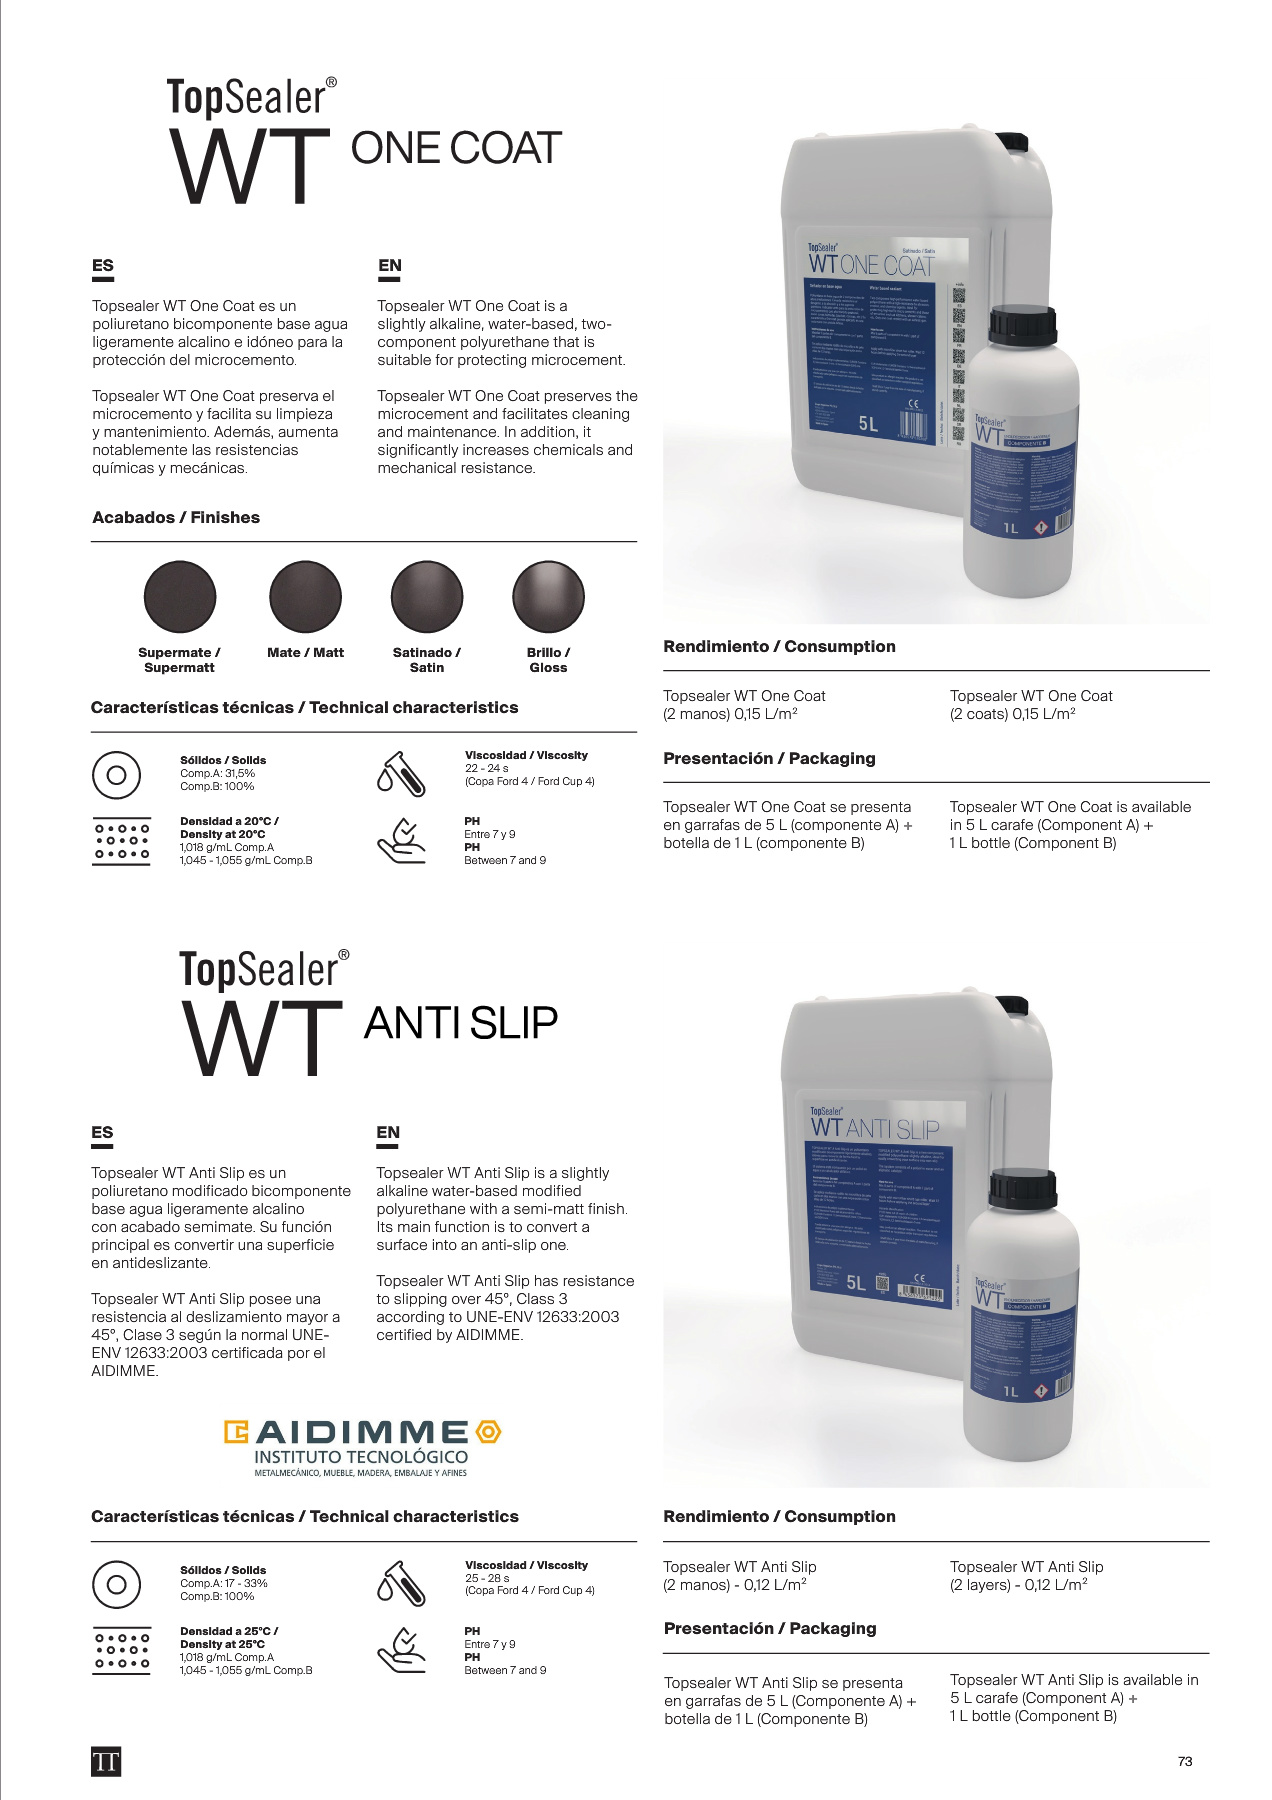 TopSealer®
WT ONE COAT
ES
Topsealer WT One Coat es un
poliuretano bicomponente base agua
ligeramente alcalino e idóneo para la
protección del microcemento.
Topsealer WT One Coat preserva el
microcemento y facilita su limpieza
y mantenimiento. Además, aumenta
notablemente las resistencias
químicas y mecánicas.
EN
Topsealer WT One Coat is a
slightly alkaline, water-based, two-
component polyurethane that is
suitable for protecting microcement.
Topsealer WT One Coat preserves the
microcement and facilitates cleaning
and maintenance. In addition, it
significantly increases chemicals and
mechanical resistance.
Acabados / Finishes
Supermate /
Supermatt
Mate / Matt
Satinado /
Satin
Brillo /
Gloss
Características técnicas / Technical characteristics
Sólidos / Solids
Comp.A: 31,5%
Comp.B: 100%
Viscosidad / Viscosity
22 - 24 s
(Copa Ford 4 / Ford Cup 4)
Densidad a 20ºC /
Density at 20ºC
1,018 g/mL Comp.A
1,045 - 1,055 g/mL Comp.B
PH
Entre 7 y 9
PH
Between 7 and 9
TopSealer®
WT ONE COAT
Satinado / Satin
5L
CE
TopSealer®
WT
COMPONENTE B
1L
Rendimiento / Consumption
Topsealer WT One Coat
(2 manos) 0,15 L/m²
Topsealer WT One Coat
(2 coats) 0,15 L/m²
Presentación / Packaging
Topsealer WT One Coat se presenta
en garrafas de 5 L (componente A) +
botella de 1 L (componente B)
Topsealer WT One Coat is available
in 5 L carafe (Component A) +
1 L bottle (Component B)
TopSealer®
WT ANTI SLIP
ES
Topsealer WT Anti Slip es un
poliuretano modificado bicomponente
base agua ligeramente alcalino
con acabado semimate. Su función
principal es convertir una superficie
en antideslizante.
Topsealer WT Anti Slip posee una
resistencia al deslizamiento mayor a
45°, Clase 3 según la normal UNE-
ENV 12633:2003 certificada por el
AIDIMME.
EN
Topsealer WT Anti Slip is a slightly
alkaline water-based modified
polyurethane with a semi-matt finish.
Its main function is to convert a
surface into an anti-slip one.
Topsealer WT Anti Slip has resistance
to slipping over 45°, Class 3
according to UNE-ENV 12633:2003
certified by AIDIMME.
AIDIMME
INSTITUTO TECNOLÓGICO
METALMECÁNICO, MUEBLE, MADERA, EMBALAJE Y AFINES
Características técnicas / Technical characteristics
Sólidos / Solids
Comp.A: 17 - 33%
Comp.B: 100%
Viscosidad / Viscosity
25 - 28 s
(Copa Ford 4 / Ford Cup 4)
Densidad a 25ºC /
Density at 25ºC
1,018 g/mL Comp.A
1,045 - 1,055 g/mL Comp.B
PH
Entre 7 y 9
PH
Between 7 and 9
TopSealer®
WT ANTI SLIP
5L
CE
TopSealer®
WT
COMPONENTE B
1L
Rendimiento / Consumption
Topsealer WT Anti Slip
(2 manos) - 0,12 L/m²
Topsealer WT Anti Slip
(2 layers) - 0,12 L/m²
Presentación / Packaging
Topsealer WT Anti Slip se presenta
en garrafas de 5 L (Componente A) +
botella de 1 L (Componente B)
Topsealer WT Anti Slip is available in
5 L carafe (Component A) +
1 L bottle (Component B)
TT
73